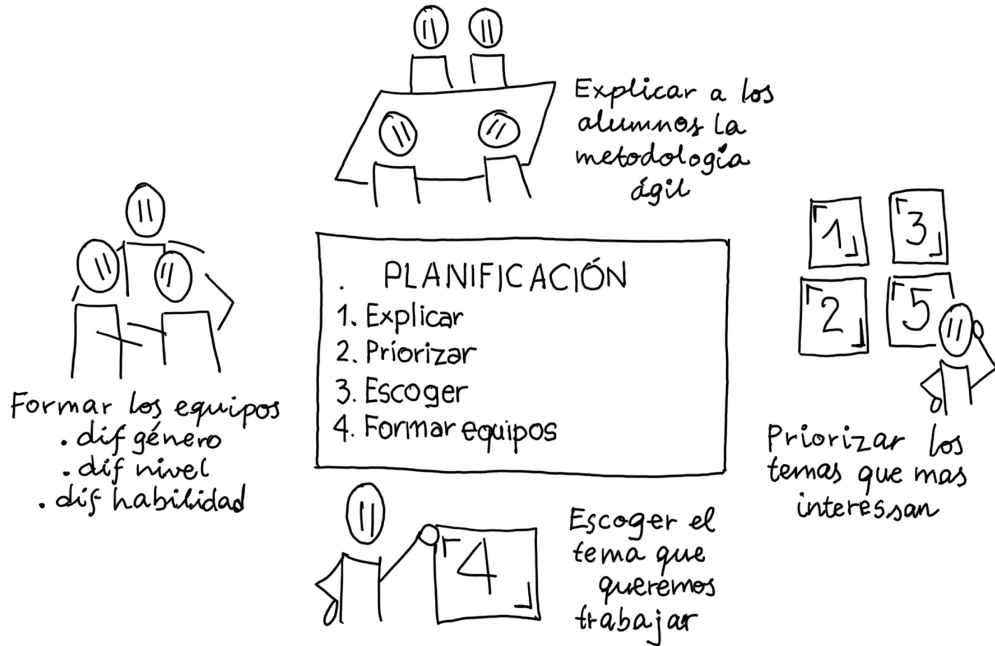 Explicar a los
alumnos la
metodología
ágil
PLANIFICACIÓN
1. Explicar
2. Priorizar
3. Escoger
4. Formar equipos
1
3
2
5
Priorizar los
temas que mas
interessan
4
Escoger el
tema que
queremos
trabajar
Formar los equipos
. dif género
. dif nivel
. dif habilidad